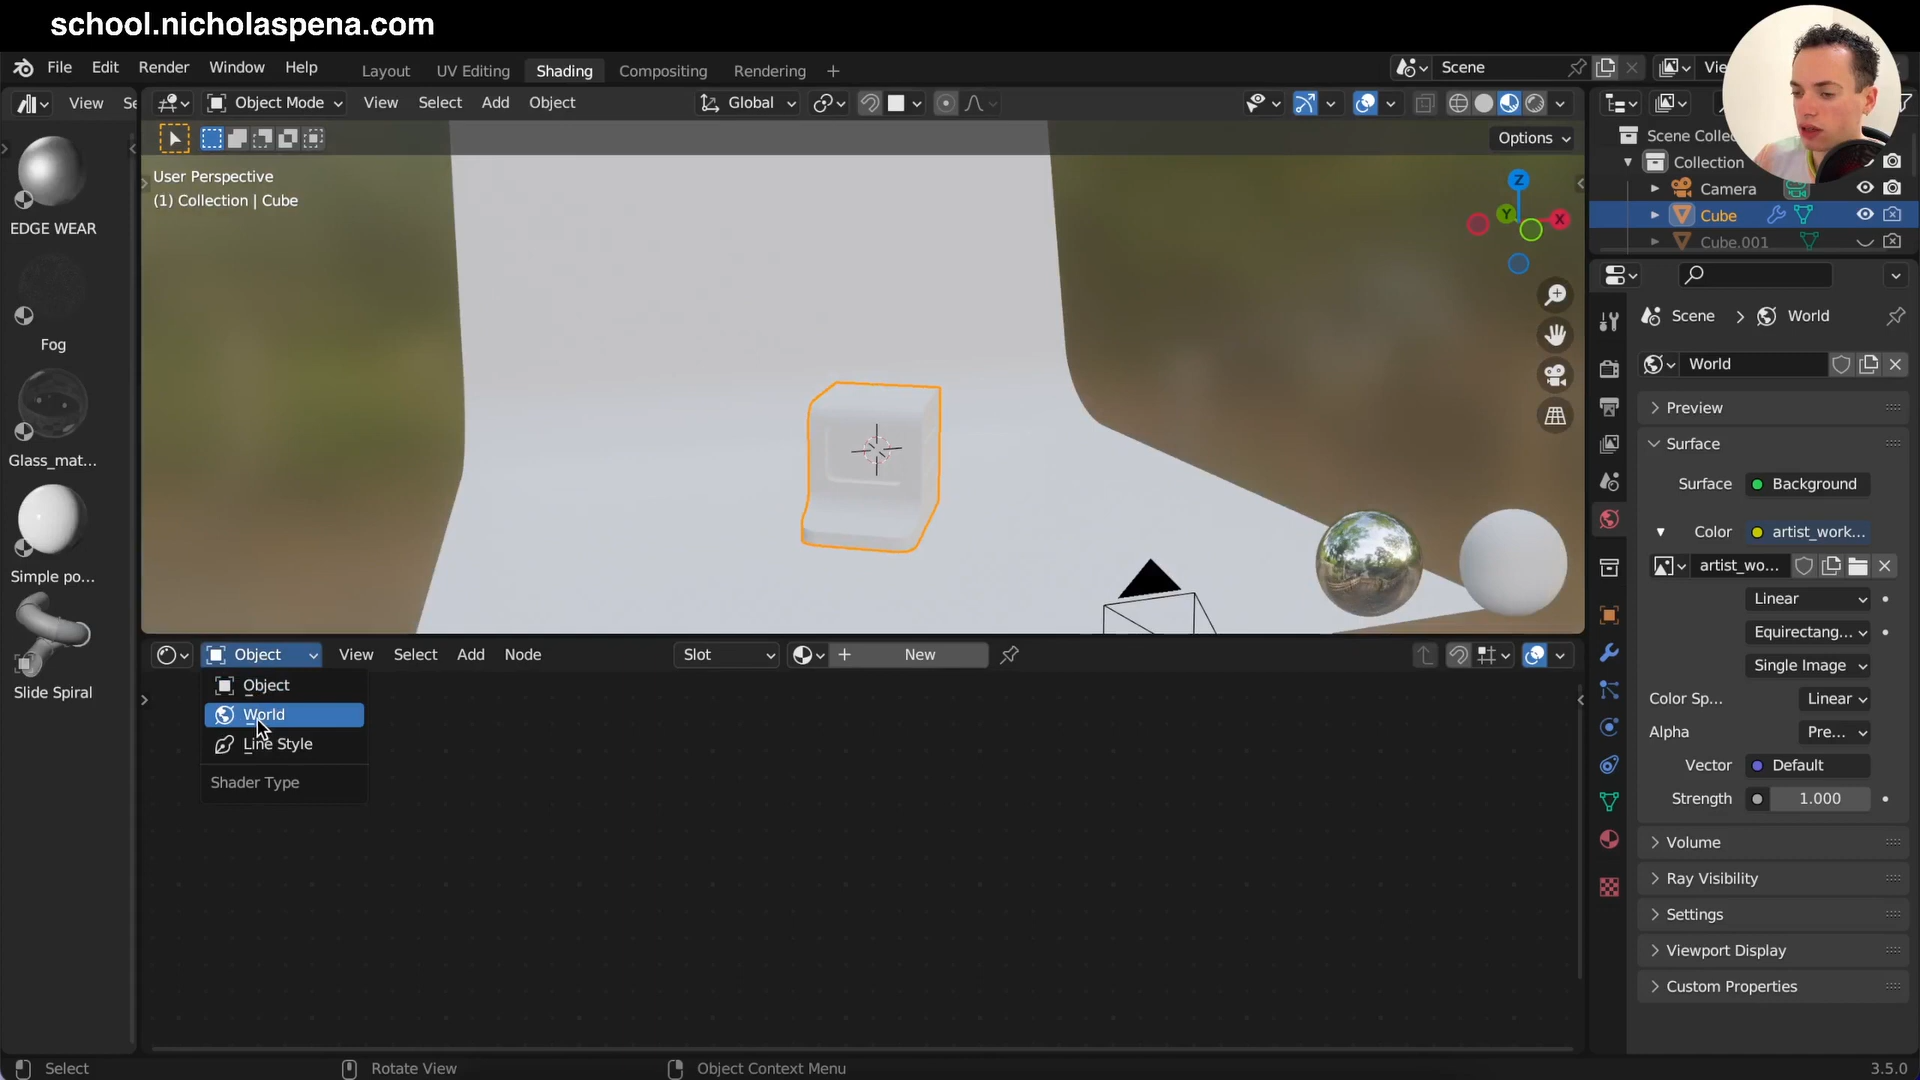 school.nicholaspena.com
File Edit Render Window Help Layout UV Editing Shading Compositing Rendering Scene
View Object Mode View Select Add Object Global
Options
EDGE WEAR
Fog
Glass_mat...
Simple po...
Slide Spiral
User Perspective
(1) Collection | Cube
Z
Y
X
Collection
Camera
Cube
Cube.001
Scene > World
World
Preview
Surface
Surface Background
Color artist_work...
artist_wo...
Linear
Equirectang...
Single Image
Color Sp... Linear
Alpha Pre...
Vector Default
Strength 1.000
Volume
Ray Visibility
Settings
Viewport Display
Custom Properties
Object View Select Add Node Slot New
Object
World
Line Style
Shader Type
Select Rotate View Object Context Menu 3.5.0